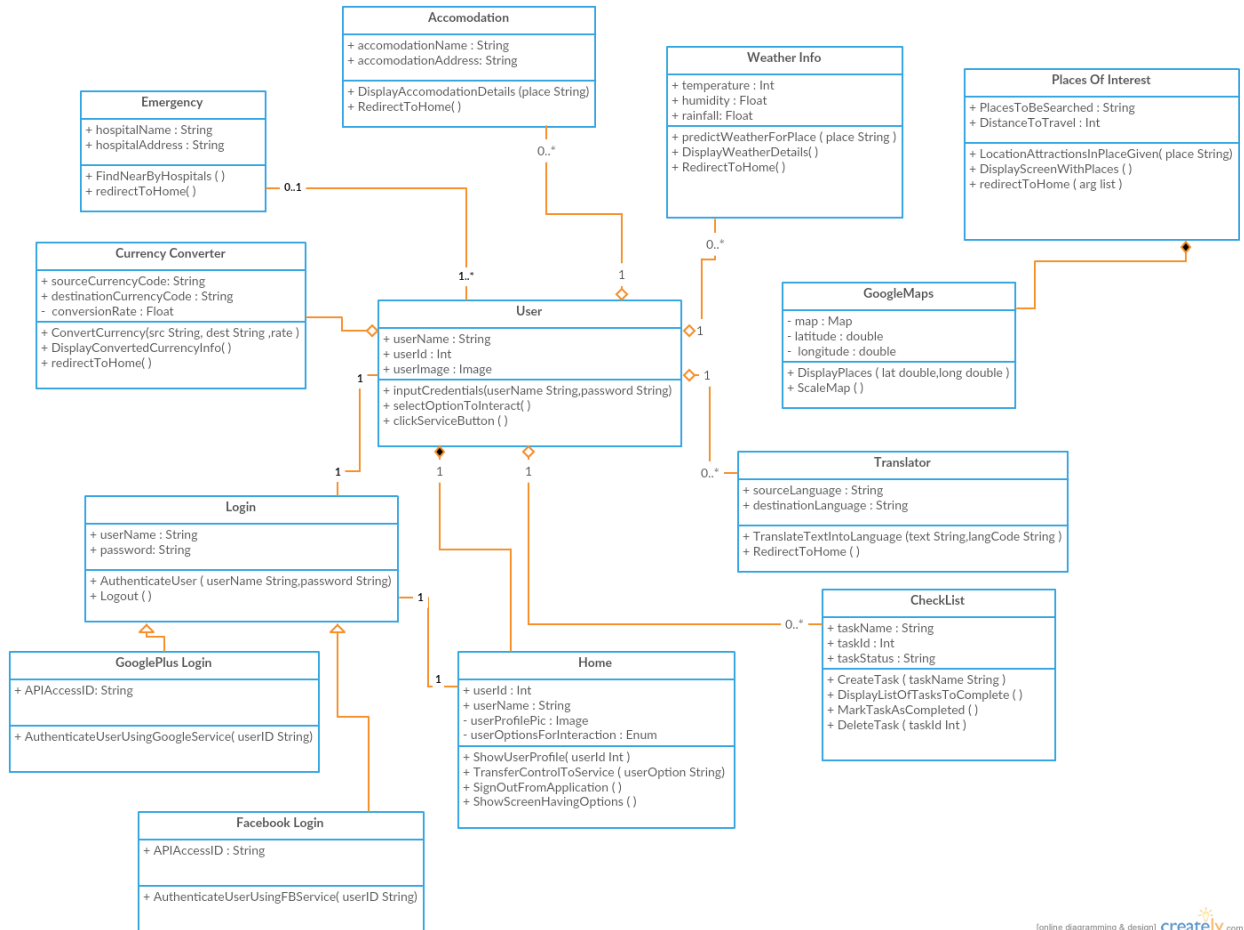 Accomodation
+ accomodationName : String
+ accomodationAddress: String
+ DisplayAccomodationDetails (place String)
+ RedirectToHome( )
0..*
1
Weather Info
+ temperature : Int
+ humidity : Float
+ rainfall: Float
+ predictWeatherForPlace ( place String )
+ DisplayWeatherDetails( )
+ RedirectToHome( )
0..*
1
Places Of Interest
+ PlacesToBeSearched : String
+ DistanceToTravel : Int
+ LocationAttractionsInPlaceGiven( place String)
+ DisplayScreenWithPlaces ( )
+ redirectToHome ( arg list )
Emergency
+ hospitalName : String
+ hospitalAddress : String
+ FindNearByHospitals ( )
+ redirectToHome( )
0..1
1..*
Currency Converter
+ sourceCurrencyCode: String
+ destinationCurrencyCode : String
- conversionRate : Float
+ ConvertCurrency(src String, dest String ,rate )
+ DisplayConvertedCurrencyInfo( )
+ redirectToHome( )
GoogleMaps
- map : Map
- latitude : double
- longitude : double
+ DisplayPlaces ( lat double,long double )
+ ScaleMap ( )
User
+ userName : String
+ userId : Int
+ userImage : Image
+ inputCredentials(userName String,password String)
+ selectOptionToInteract( )
+ clickServiceButton ( )
1
1
1
0..*
1
1
0..*
Translator
+ sourceLanguage : String
+ destinationLanguage : String
+ TranslateTextIntoLanguage (text String,langCode String )
+ RedirectToHome ( )
Login
+ userName : String
+ password: String
+ AuthenticateUser ( userName String,password String)
+ Logout ( )
1
1
CheckList
+ taskName : String
+ taskId : Int
+ taskStatus : String
+ CreateTask ( taskName String )
+ DisplayListOfTasksToComplete ( )
+ MarkTaskAsCompleted ( )
+ DeleteTask ( taskId Int )
GooglePlus Login
+ APIAccessID: String
+ AuthenticateUserUsingGoogleService( userID String)
Home
+ userId : Int
+ userName : String
- userProfilePic : Image
- userOptionsForInteraction : Enum
+ ShowUserProfile( userId Int )
+ TransferControlToService ( userOption String)
+ SignOutFromApplication ( )
+ ShowScreenHavingOptions ( )
Facebook Login
+ APIAccessID : String
+ AuthenticateUserUsingFBService( userID String)
[online diagramming & design] creately.com